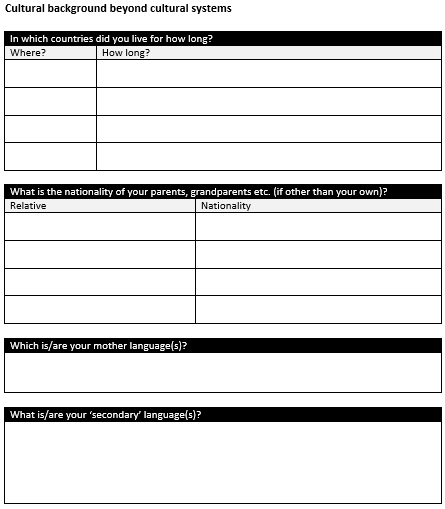 Cultural background beyond cultural systems
In which countries did you live for how long?
Where? How long?
What is the nationality of your parents, grandparents etc. (if other than your own)?
Relative Nationality
Which is/are your mother language(s)?
What is/are your ‘secondary’ language(s)?